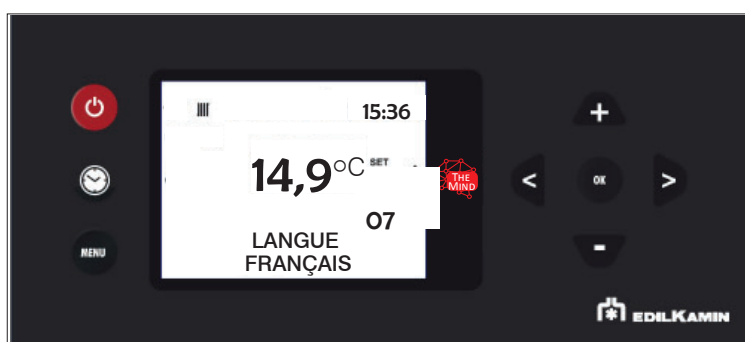 15:36
14,9°C SET
THE
MIND
< OK >
+
07
MENU
LANGUE
FRANÇAIS
-
EDILKAMIN